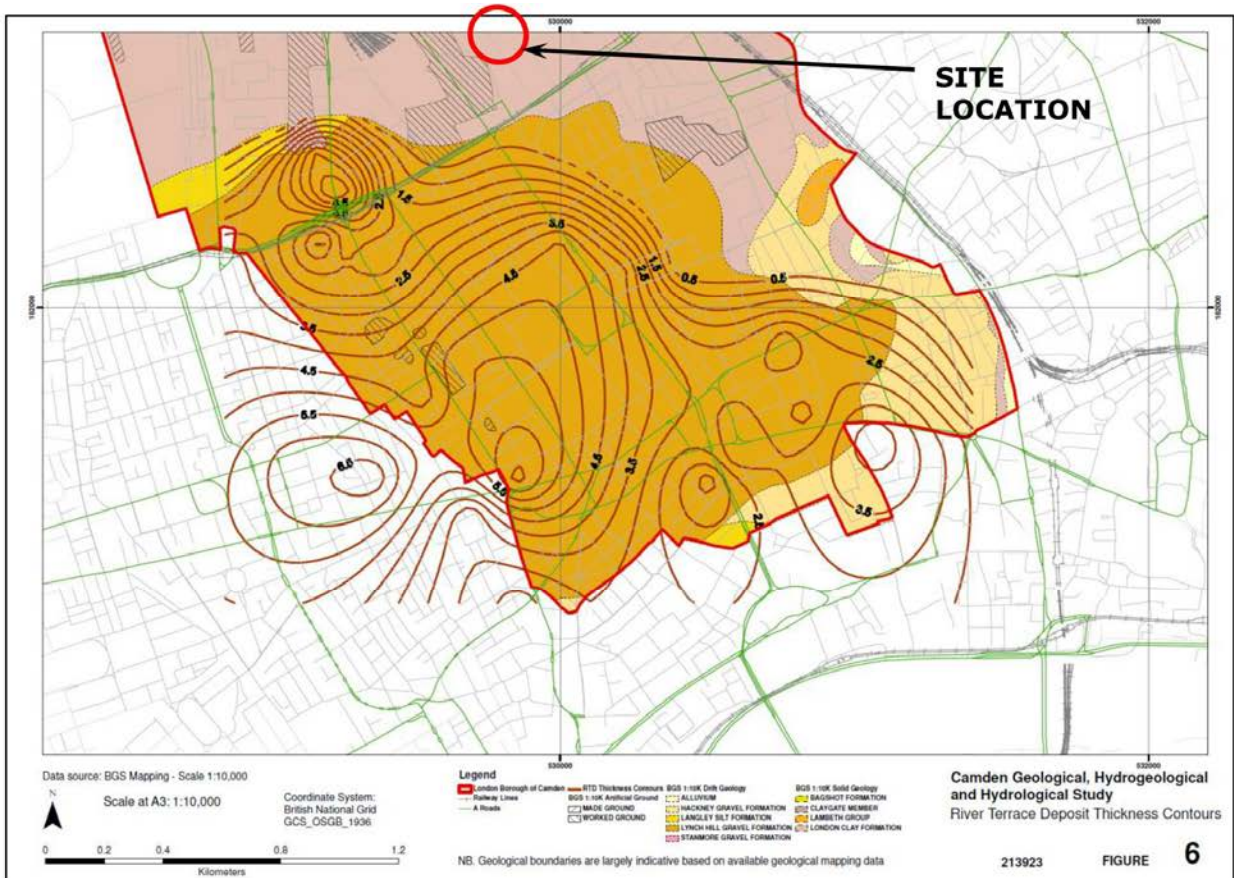 530000
532000
SITE
LOCATION
1.5
3.5
2.5
4.5
1.5
2.5
0.5
0.5
182000
182000
3.5
2.5
4.5
5.5
6.5
4.5
3.5
5.5
2.5
3.5
Data source: BGS Mapping - Scale 1:10,000
N
Scale at A3: 1:10,000
Coordinate System:
British National Grid
GCS_OSGB_1936
0 0.2 0.4 0.8 1.2
Kilometers
Legend
London Borough of Camden
Railway Lines
A Roads
RTD Thickness Contours
BGS 1:10K Artificial Ground
MADE GROUND
WORKED GROUND
BGS 1:10K Drift Geology
ALLUVIUM
HACKNEY GRAVEL FORMATION
LANGLEY SILT FORMATION
LYNCH HILL GRAVEL FORMATION
STANMORE GRAVEL FORMATION
BGS 1:10K Solid Geology
BAGSHOT FORMATION
CLAYGATE MEMBER
LAMBETH GROUP
LONDON CLAY FORMATION
NB. Geological boundaries are largely indicative based on available geological mapping data
Camden Geological, Hydrogeological
and Hydrological Study
River Terrace Deposit Thickness Contours
213923 FIGURE 6